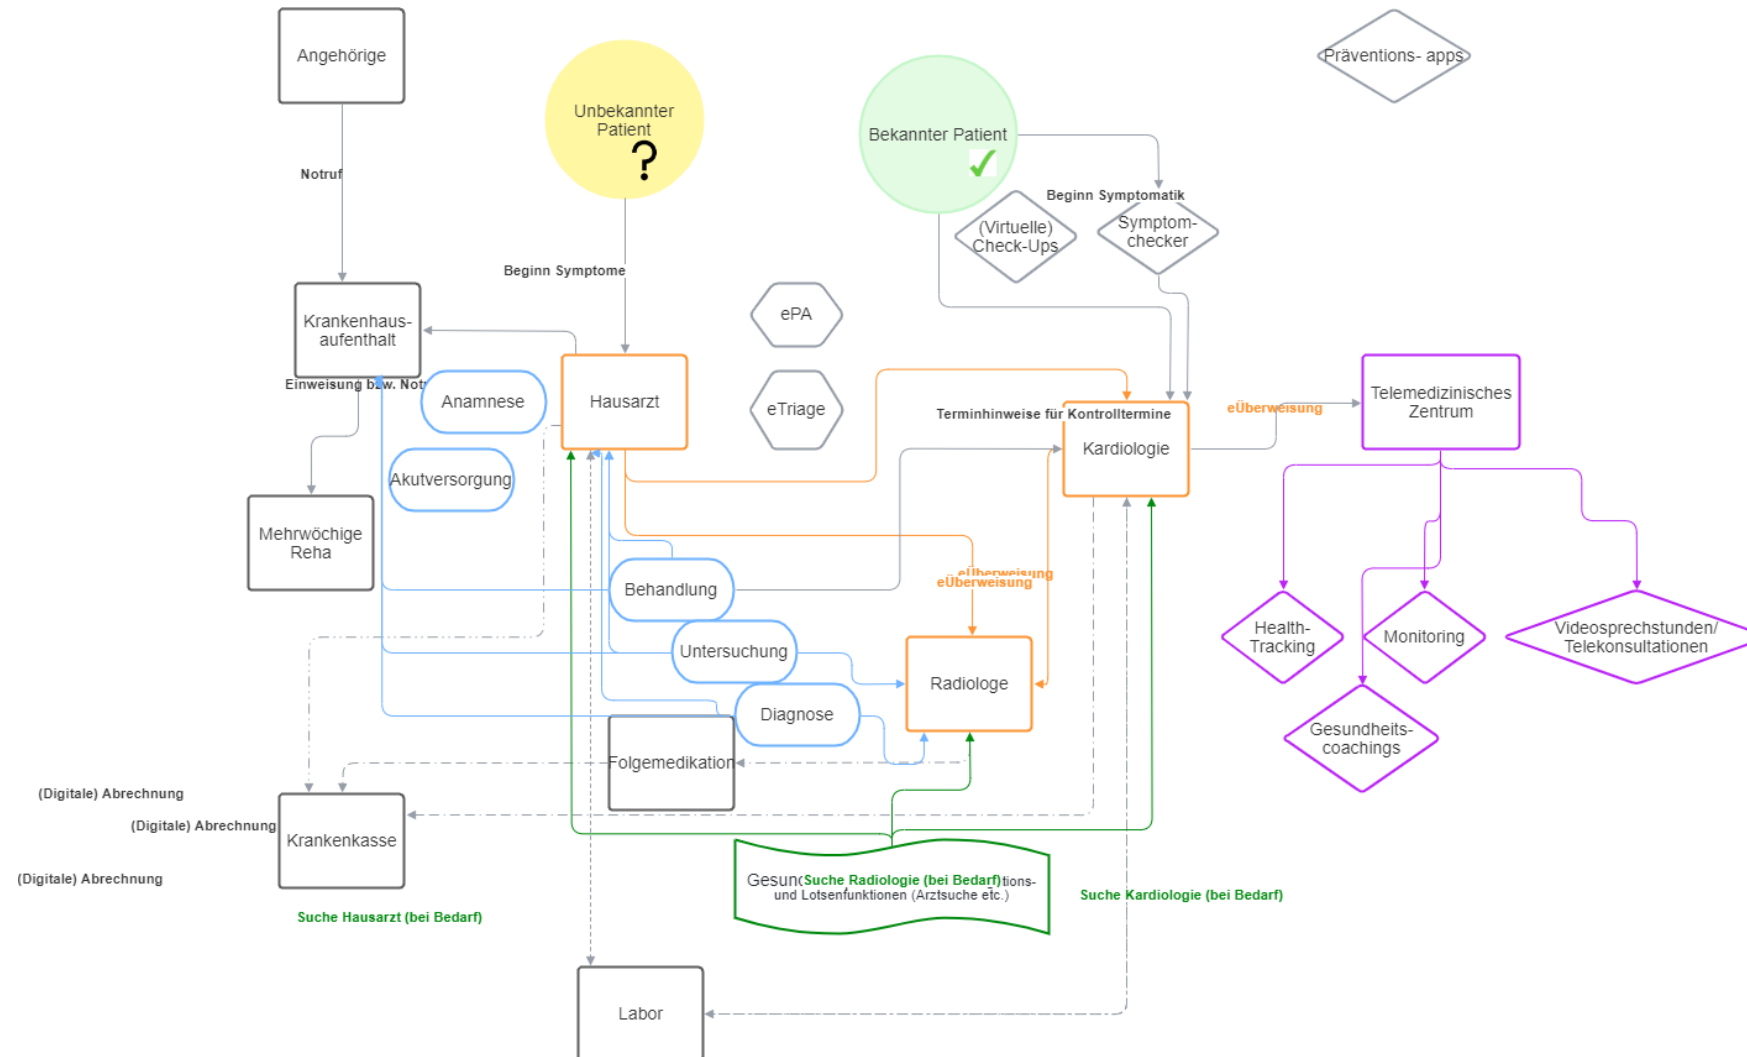 Angehörige
Präventions- apps
Unbekannter
Patient
?
Bekannter Patient
Notruf
Beginn Symptomatik
(Virtuelle)
Check-Ups
Symptom-
checker
Beginn Symptome
Krankenhaus-
aufenthalt
ePA
Einweisung bzw.
Anamnese
Hausarzt
eTriage
Terminhinweise für Kontrolltermine
Kardiologie
eÜberweisung
Telemedizinisches
Zentrum
Akutversorgung
Mehrwöchige
Reha
eÜberweisung
eÜberweisung
Behandlung
Untersuchung
Radiologe
Health-
Tracking
Monitoring
Videosprechstunden/
Telekonsultationen
Diagnose
Gesundheits-
coachings
Folgemedikation
(Digitale) Abrechnung
(Digitale) Abrechnung
Krankenkasse
(Digitale) Abrechnung
Suche Radiologie (bei Bedarf)
und Lotsenfunktionen (Arztsuche etc.)
Suche Kardiologie (bei Bedarf)
Suche Hausarzt (bei Bedarf)
Labor